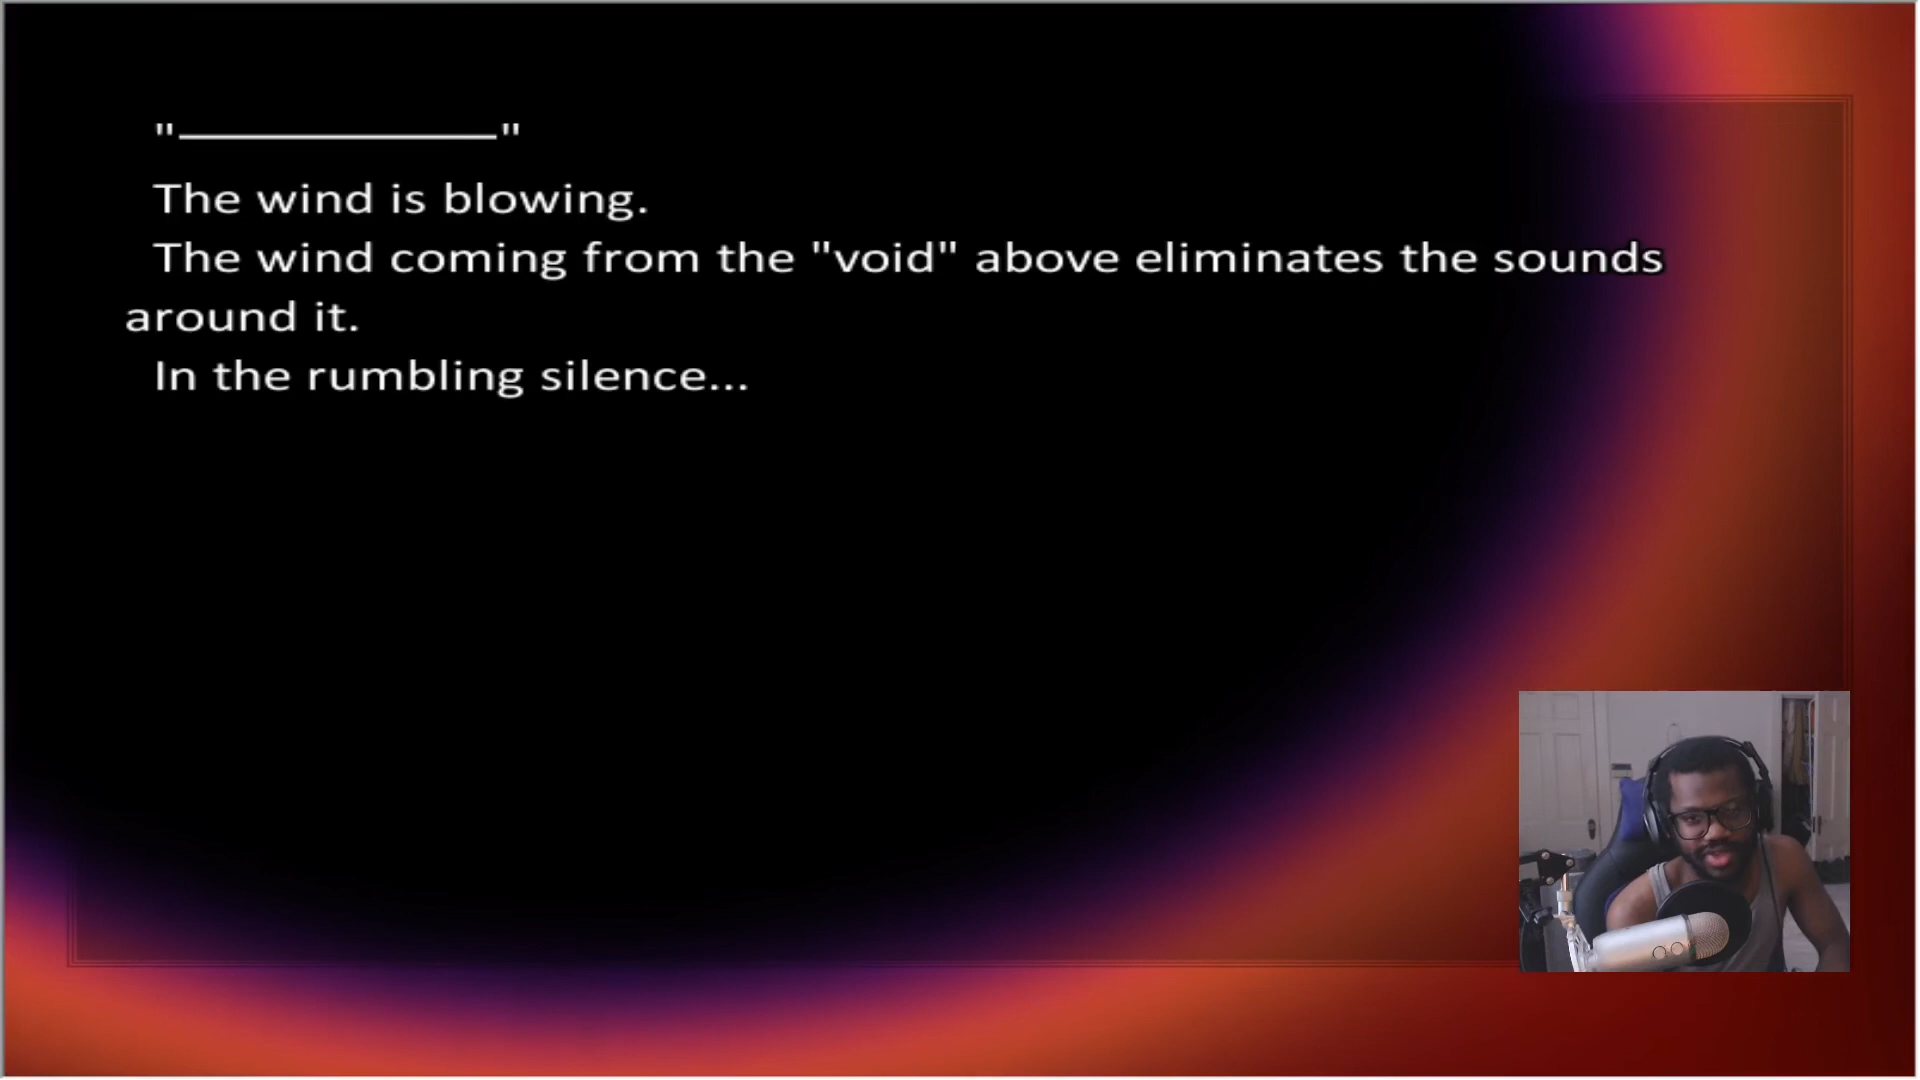 "———————————"
The wind is blowing.
The wind coming from the "void" above eliminates the sounds
around it.
In the rumbling silence...